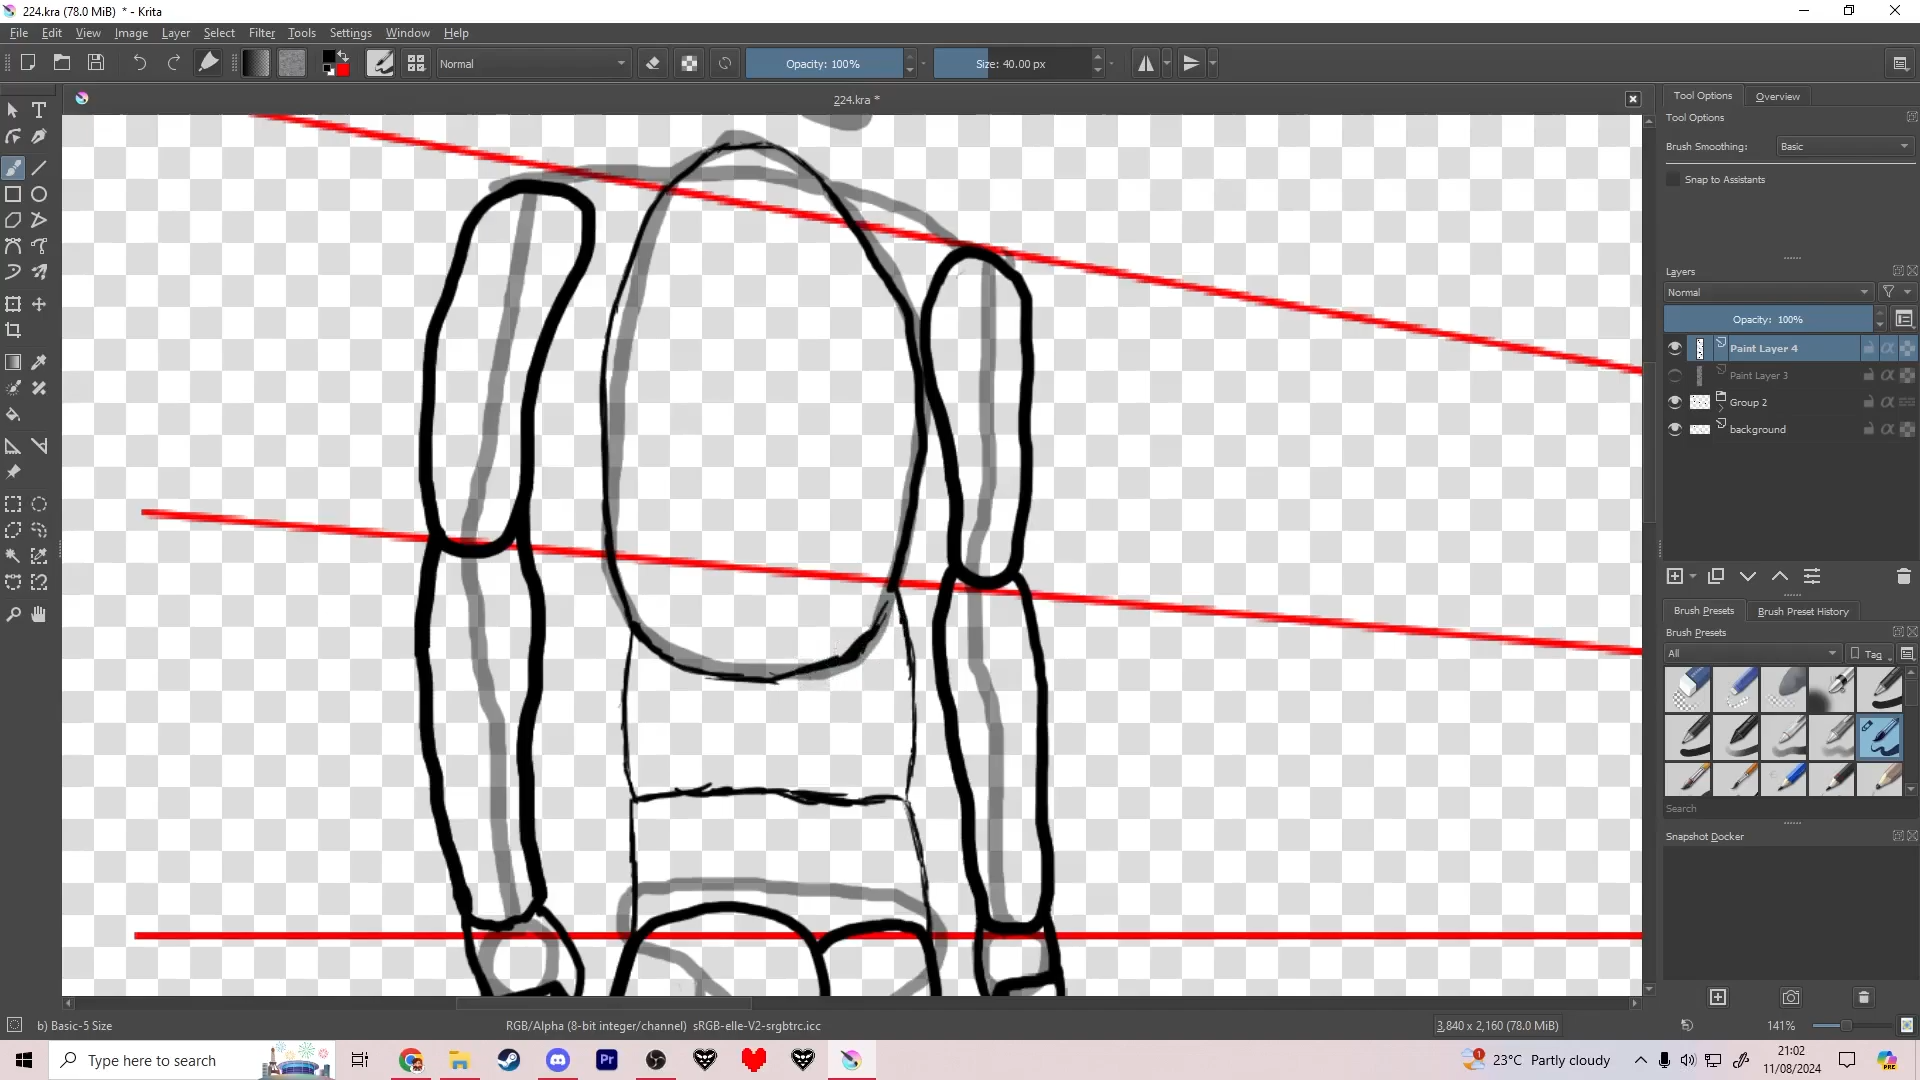 224.kra (78.0 MiB) * - Krita
File Edit View Image Layer Select Filter Tools Settings Window Help
Normal
Opacity: 100%
Size: 40.00 px
224.kra *
Tool Options
Overview
Tool Options
Brush Smoothing:
Basic
Snap to Assistants
Layers
Normal
Opacity: 100%
Paint Layer 4
Paint Layer 3
Group 2
background
Brush Presets
Brush Preset History
Brush Presets
All
Tag
Search
Snapshot Docker
b) Basic-5 Size
RGB/Alpha (8-bit integer/channel) sRGB-elle-V2-srgbtrc.icc
3,840 x 2,160 (78.0 MiB)
141%
Type here to search
Pr
1
23°C Partly cloudy
21:02
11/08/2024
PRE